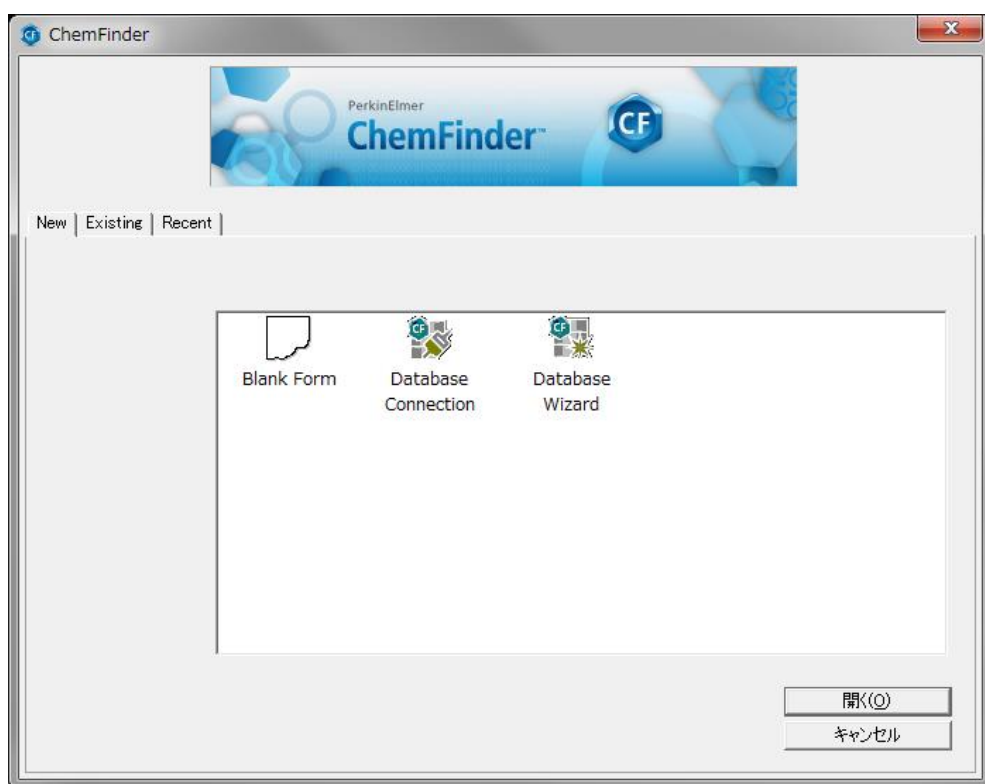 ChemFinder
PerkinElmer
ChemFinder™
CF
New
Existing
Recent
Blank Form
Database
Connection
Database
Wizard
開く(O)
キャンセル